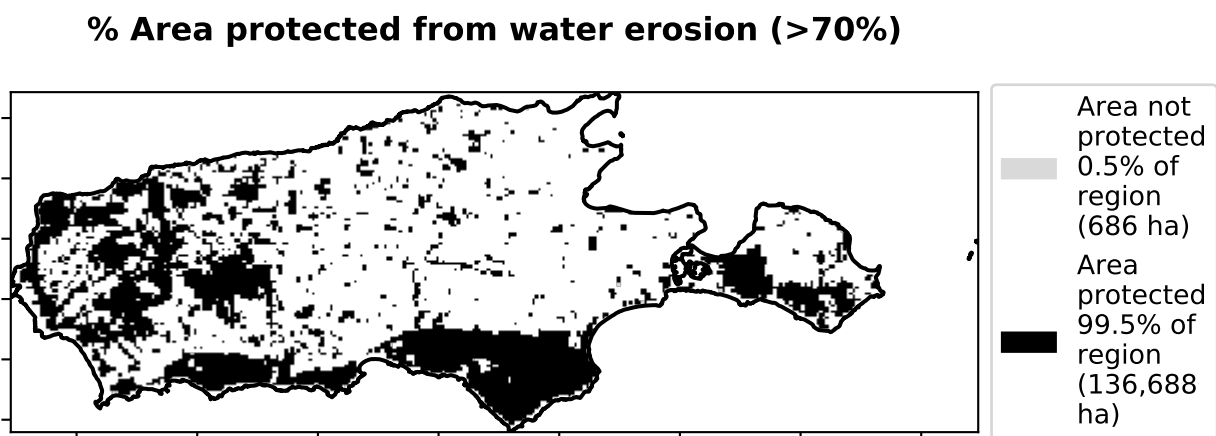 % Area protected from water erosion (>70%)
Area not
protected
0.5% of
region
(686 ha)
Area
protected
99.5% of
region
(136,688
ha)